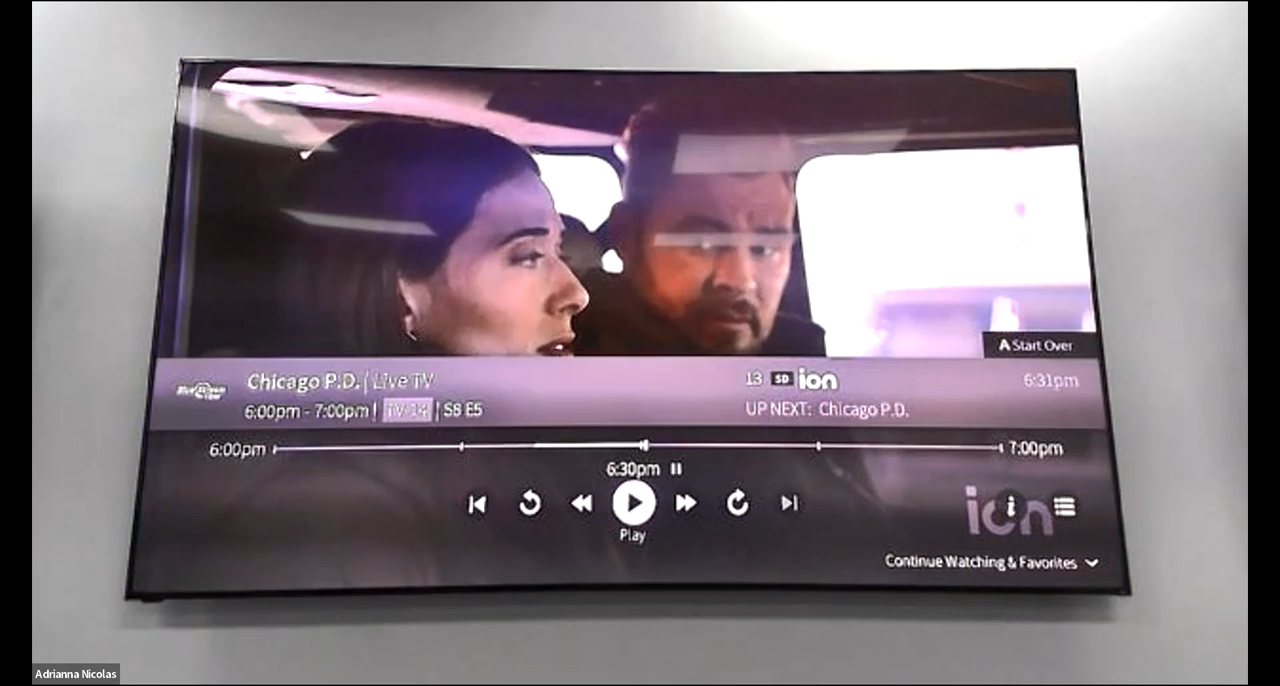 A Start Over
Chicago P.D. | Live TV
13 SD ion
6:31pm
6:00pm - 7:00pm | TV-14 | S8 E5
UP NEXT: Chicago P.D.
6:00pm
7:00pm
6:30pm
ion
i
Play
Continue Watching & Favorites
Adrianna Nicolas